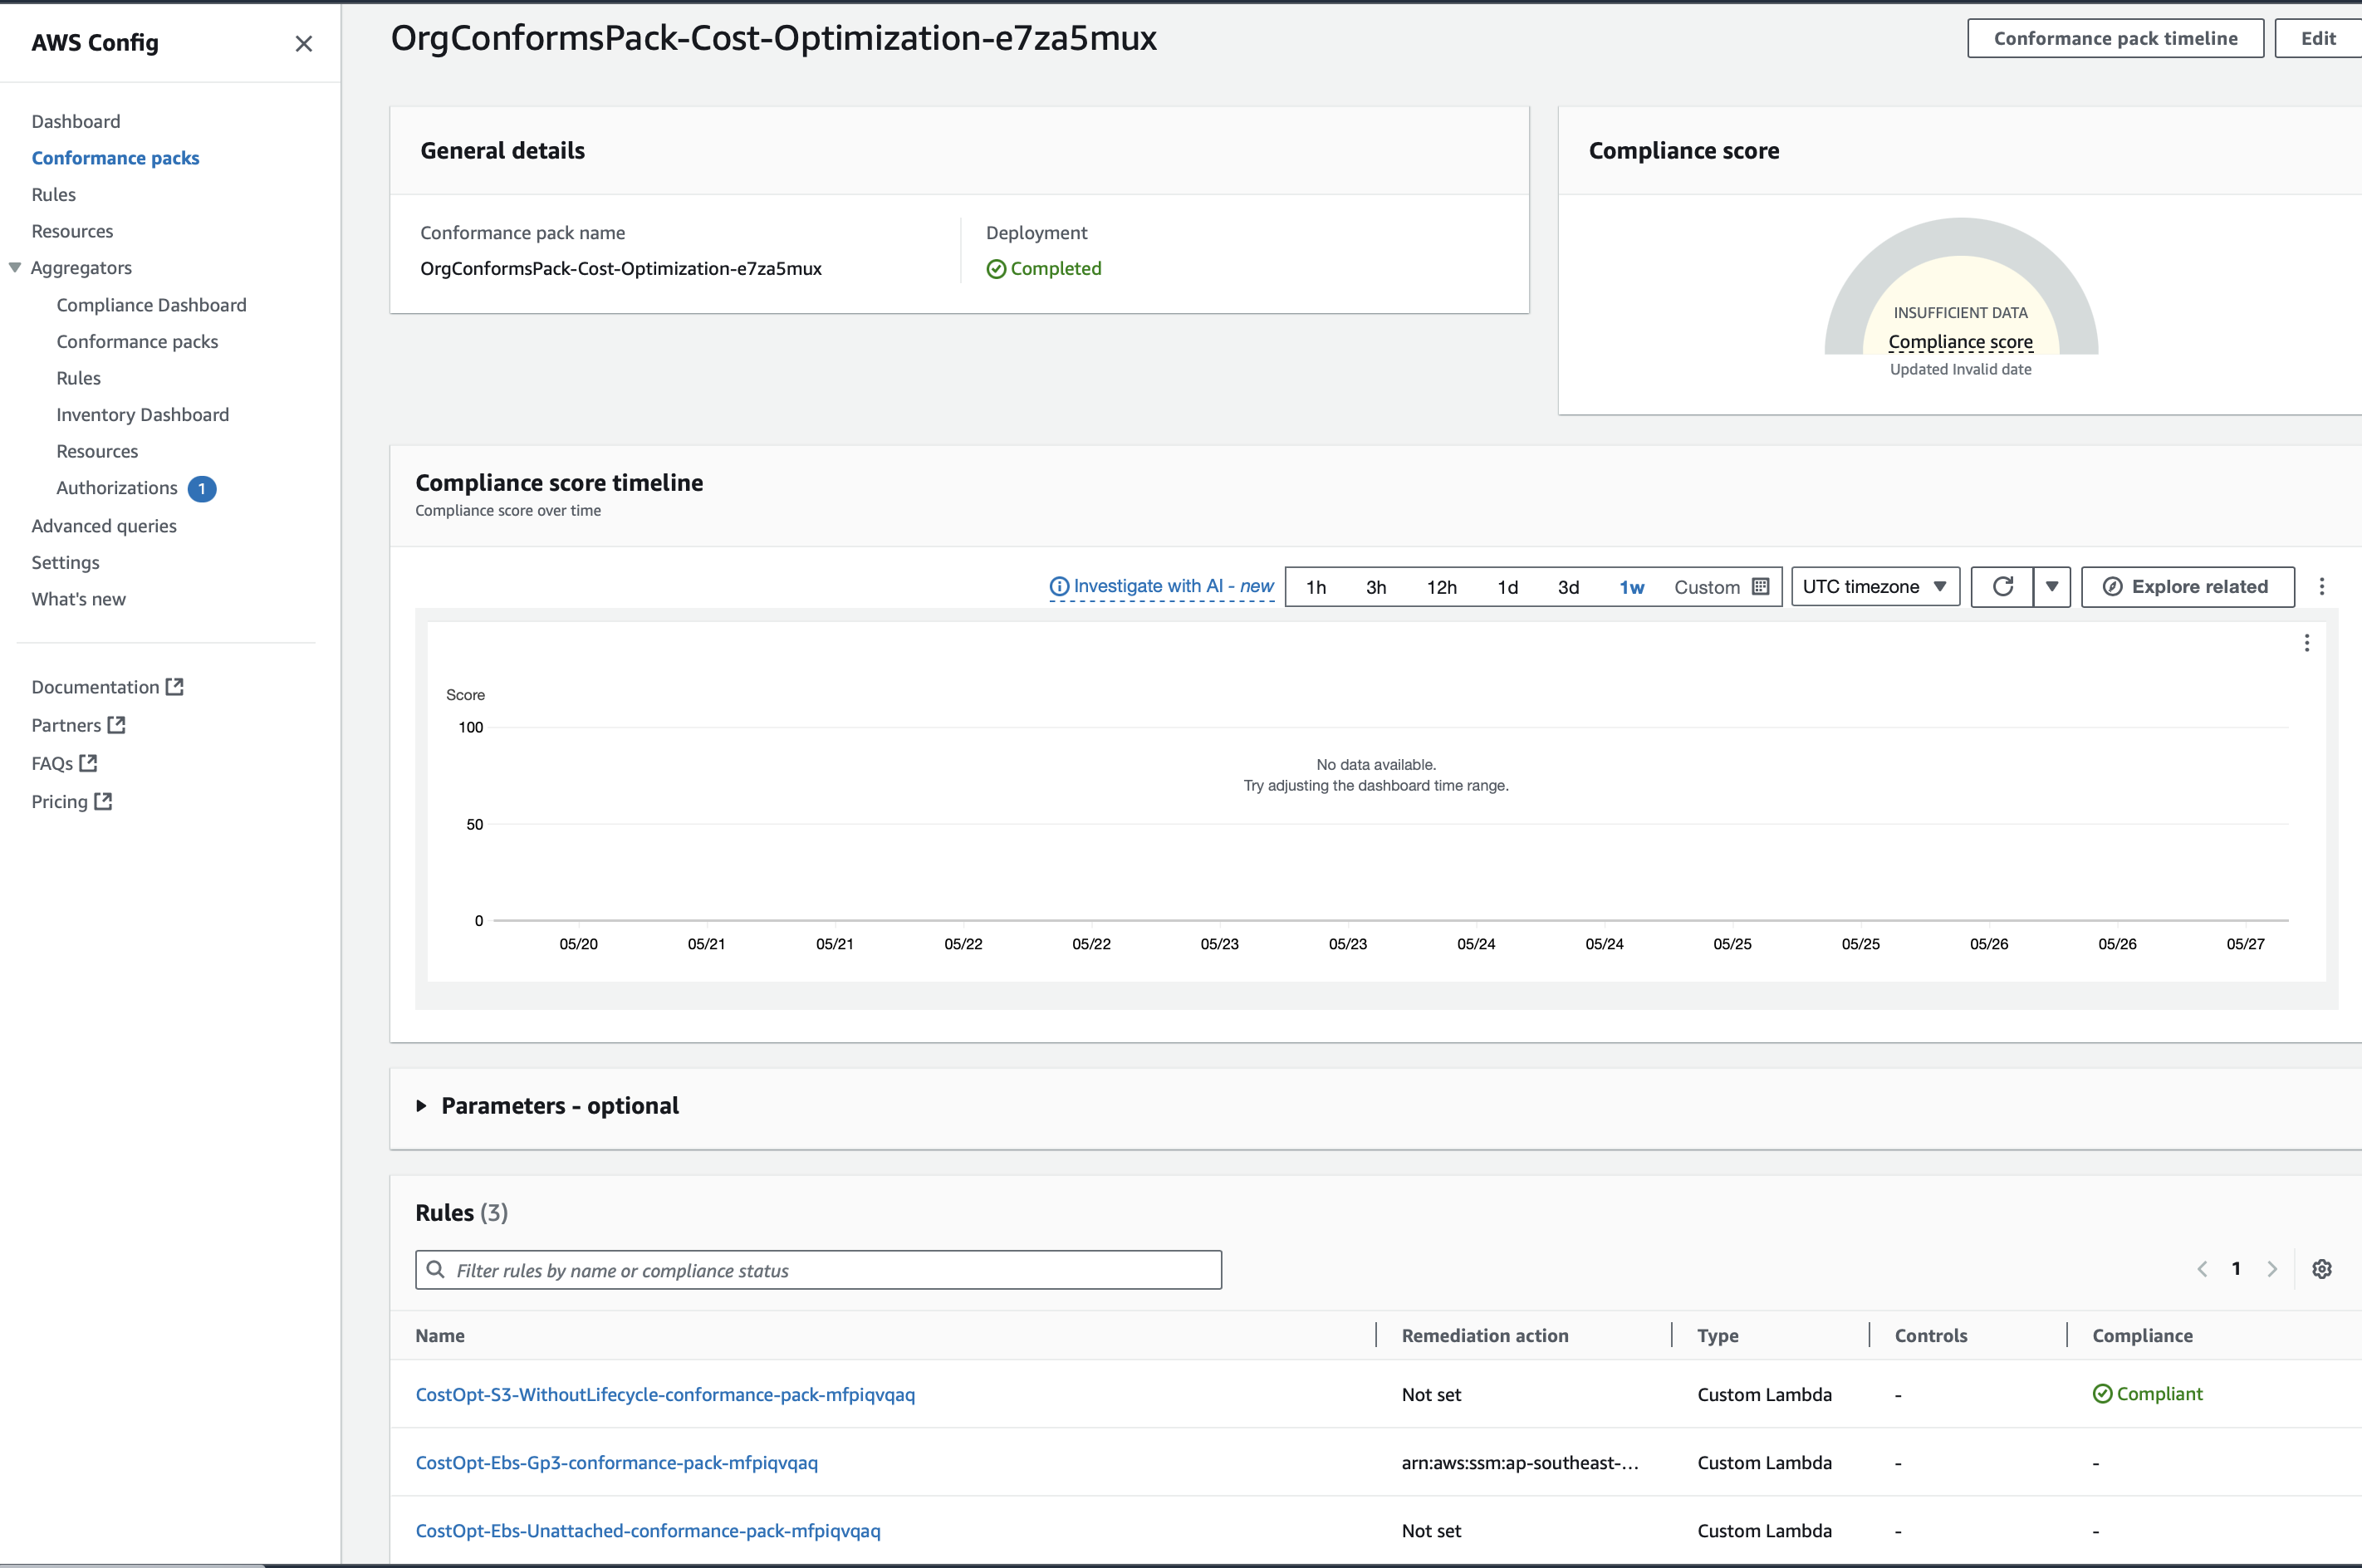 AWS Config
Dashboard
Conformance packs
Rules
Resources
Aggregators
Compliance Dashboard
Conformance packs
Rules
Inventory Dashboard
Resources
Authorizations 1
Advanced queries
Settings
What's new
Documentation
Partners
FAQs
Pricing
OrgConformsPack-Cost-Optimization-e7za5mux
Conformance pack timeline
Edit
General details
Conformance pack name
OrgConformsPack-Cost-Optimization-e7za5mux
Deployment
Completed
Compliance score
INSUFFICIENT DATA
Compliance score
Updated Invalid date
Compliance score timeline
Compliance score over time
Investigate with AI - new
1h 3h 12h 1d 3d 1w Custom
UTC timezone
Explore related
Score
100
No data available.
Try adjusting the dashboard time range.
50
0
05/20 05/21 05/21 05/22 05/22 05/23 05/23 05/24 05/24 05/25 05/25 05/26 05/26 05/27
Parameters - optional
Rules (3)
Filter rules by name or compliance status
1
Name Remediation action Type Controls Compliance
CostOpt-S3-WithoutLifecycle-conformance-pack-mfpiqvqaq Not set Custom Lambda - Compliant
CostOpt-Ebs-Gp3-conformance-pack-mfpiqvqaq arn:aws:ssm:ap-southeast-... Custom Lambda - -
CostOpt-Ebs-Unattached-conformance-pack-mfpiqvqaq Not set Custom Lambda - -